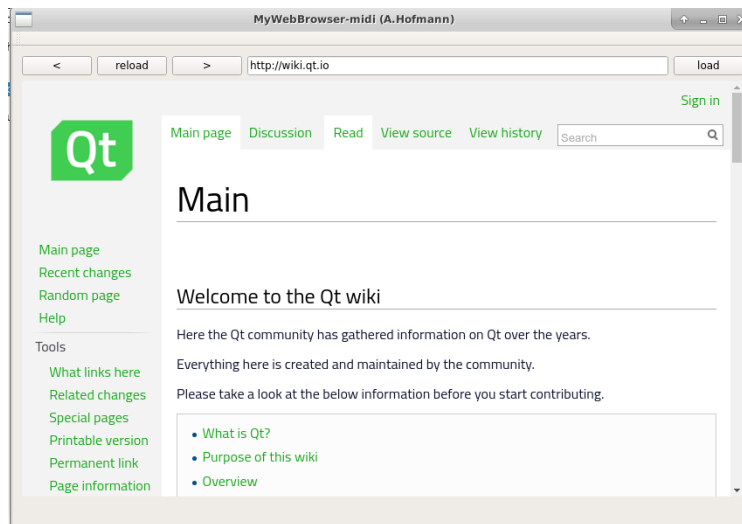 MyWebBrowser-midi (A.Hofmann)
< reload > http://wiki.qt.io load
Sign in
Qt
Main page Discussion Read View source View history Search
Main
Main page
Recent changes
Random page
Help
Tools
What links here
Related changes
Special pages
Printable version
Permanent link
Page information
Welcome to the Qt wiki
Here the Qt community has gathered information on Qt over the years.
Everything here is created and maintained by the community.
Please take a look at the below information before you start contributing.
• What is Qt?
• Purpose of this wiki
• Overview